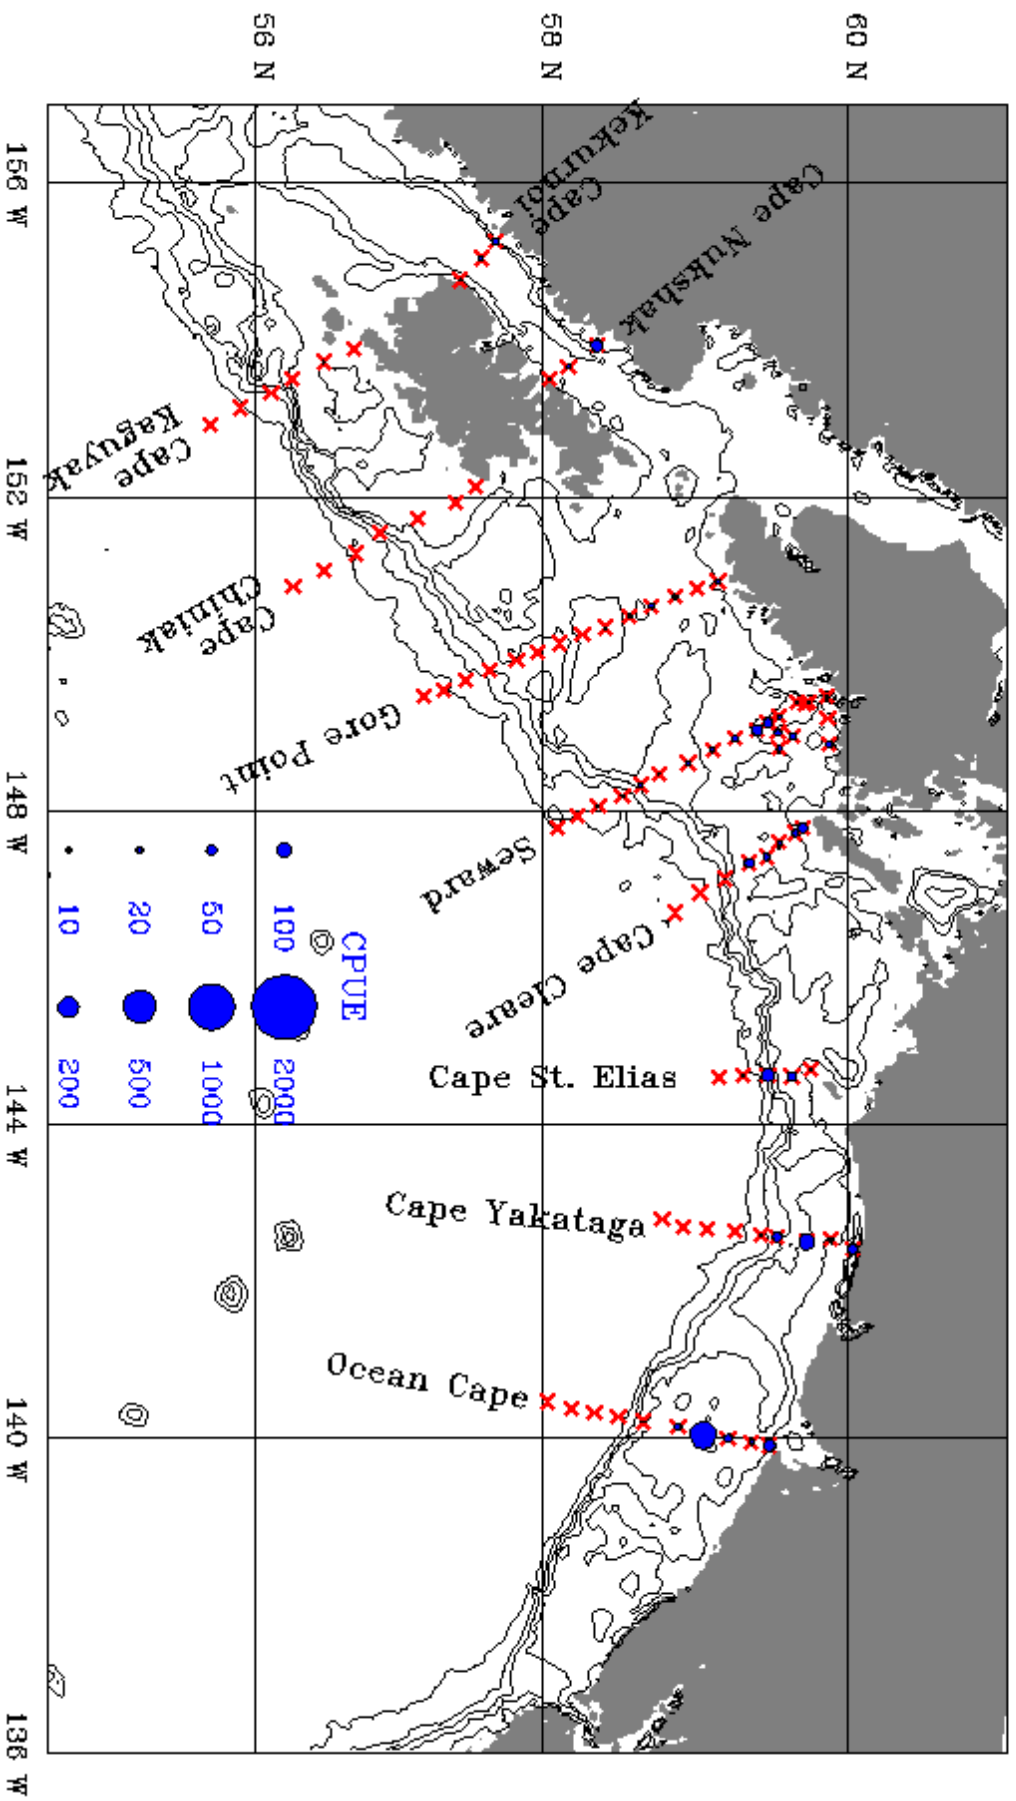 60 N
58 N
56 N
156 W
152 W
148 W
144 W
140 W
136 W
Cape
Kekurnoi
Cape Nukshak
Cape
Kaguyak
Cape
Chiniak
Gore Point
Seward
Cape Cleare
Cape St. Elias
Cape Yakataga
Ocean Cape
CPUE
100
2000
50
1000
20
500
10
200